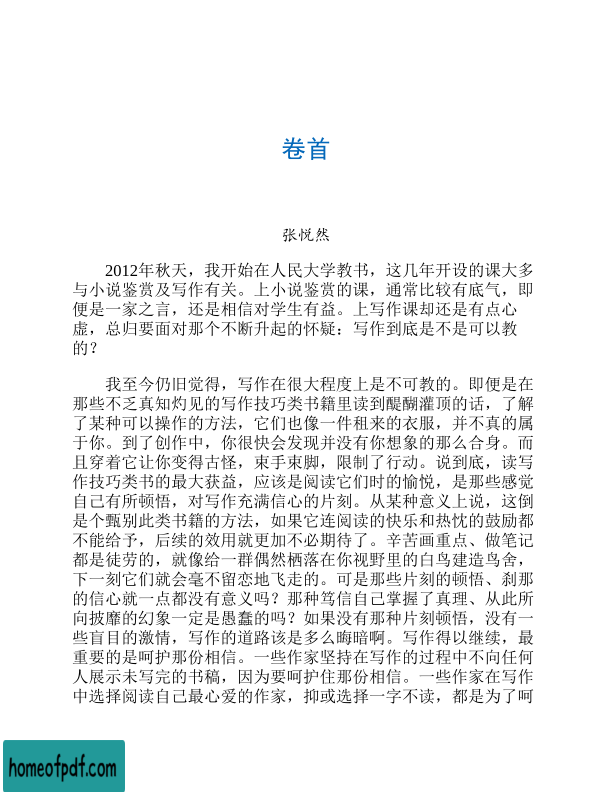 卷首
张悦然
2012年秋天，我开始在人民大学教书，这几年开设的课大多
与小说鉴赏及写作有关。上小说鉴赏的课，通常比较有底气，即
便是一家之言，还是相信对学生有益。上写作课却还是有点心
虚，总归要面对那个不断升起的怀疑：写作到底是不是可以教
的？
我至今仍旧觉得，写作在很大程度上是不可教的。即便是在
那些不乏真知灼见的写作技巧类书籍里读到醍醐灌顶的话，了解
了某种可以操作的方法，它们也像一件租来的衣服，并不真的属
于你。到了创作中，你很快会发现并没有你想象的那么合身。而
且穿着它让你变得古怪，束手束脚，限制了行动。说到底，读写
作技巧类书的最大获益，应该是阅读它们时的愉悦，是那些感觉
自己有所顿悟，对写作充满信心的片刻。从某种意义上说，这倒
是个甄别此类书籍的方法，如果它连阅读的快乐和热忱的鼓励都
不能给予，后续的效用就更加不必期待了。辛苦画重点、做笔记
都是徒劳的，就像给一群偶然栖落在你视野里的白鸟建造鸟舍，
下一刻它们就会毫不留恋地飞走的。可是那些片刻的顿悟、刹那
的信心就一点都没有意义吗？那种笃信自己掌握了真理、从此所
向披靡的幻象一定是愚蠢的吗？如果没有那种片刻顿悟，没有一
些盲目的激情，写作的道路该是多么晦暗啊。写作得以继续，最
重要的是呵护那份相信。一些作家坚持在写作的过程中不向任何
人展示未写完的书稿，因为要呵护住那份相信。一些作家在写作
中选择阅读自己最心爱的作家，抑或选择一字不读，都是为了呵
homeofpdf.com